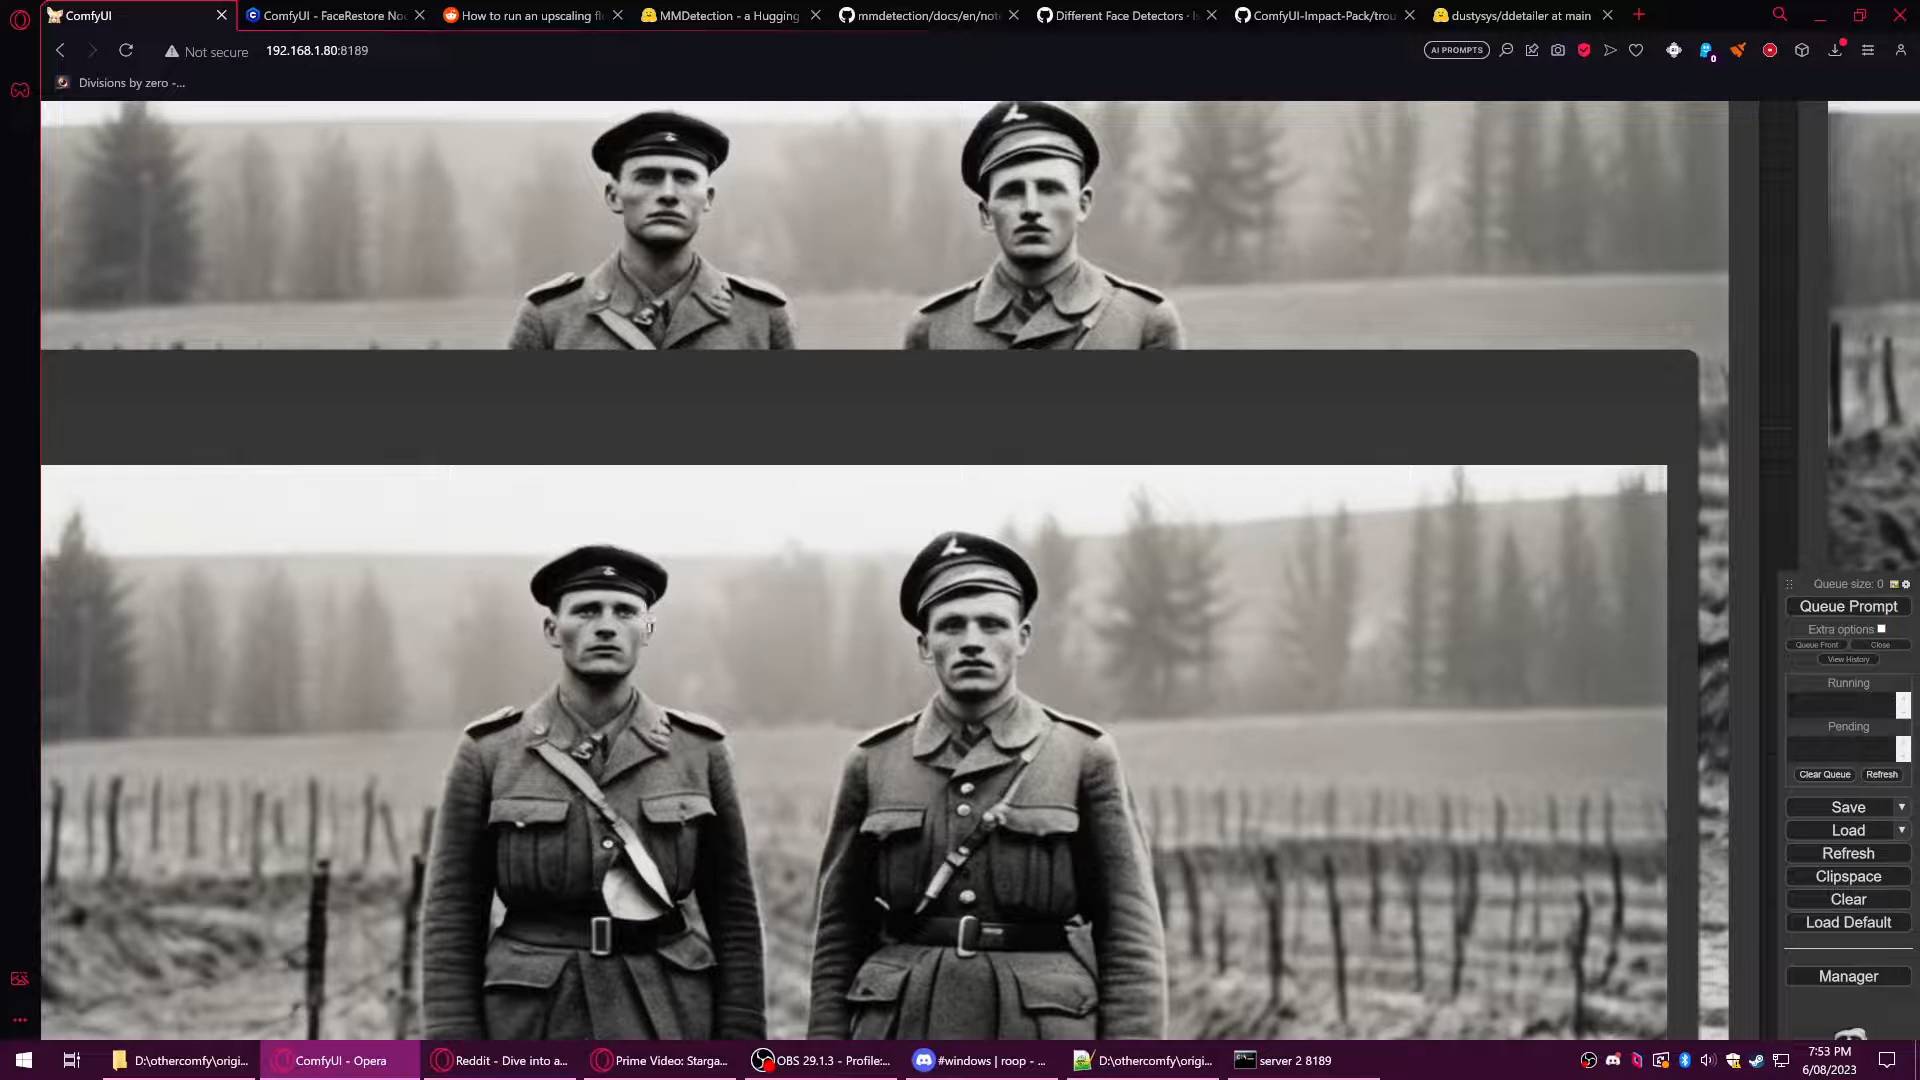 ComfyUI
ComfyUI - FaceRestore No
How to run an upscaling fl
MMDetection - a Hugging
mmdetection/docs/en/not
Different Face Detectors · Is
ComfyUI-Impact-Pack/trou
dustysys/ddetailer at main
Not secure
192.168.1.80:8189
AI PROMPTS
0
Divisions by zero -...
Queue size: 0
Queue Prompt
Extra options
Queue Front
Close
View History
Running
Pending
Clear Queue
Refresh
Save
Load
Refresh
Clipspace
Clear
Load Default
Manager
D:\othercomfy\origi...
ComfyUI - Opera
Reddit - Dive into a...
Prime Video: Starga...
OBS 29.1.3 - Profile:...
#windows | roop - ...
D:\othercomfy\origi...
server 2 8189
7:53 PM
6/08/2023